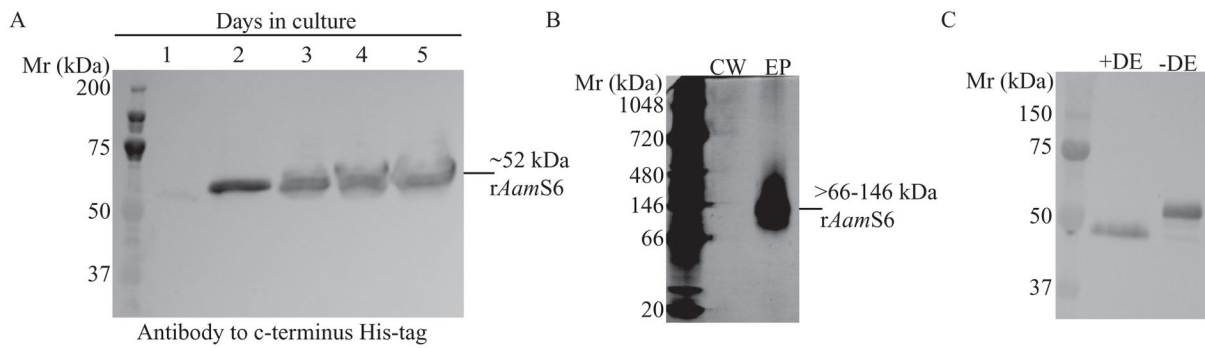 A
Days in culture
1 2 3 4 5
Mr (kDa)
200
75
50
37
~52 kDa
rAamS6
Antibody to c-terminus His-tag
B
CW EP
Mr (kDa)
1048
720
480
146
66
20
>66-146 kDa
rAamS6
C
+DE -DE
Mr (kDa)
150
75
50
37